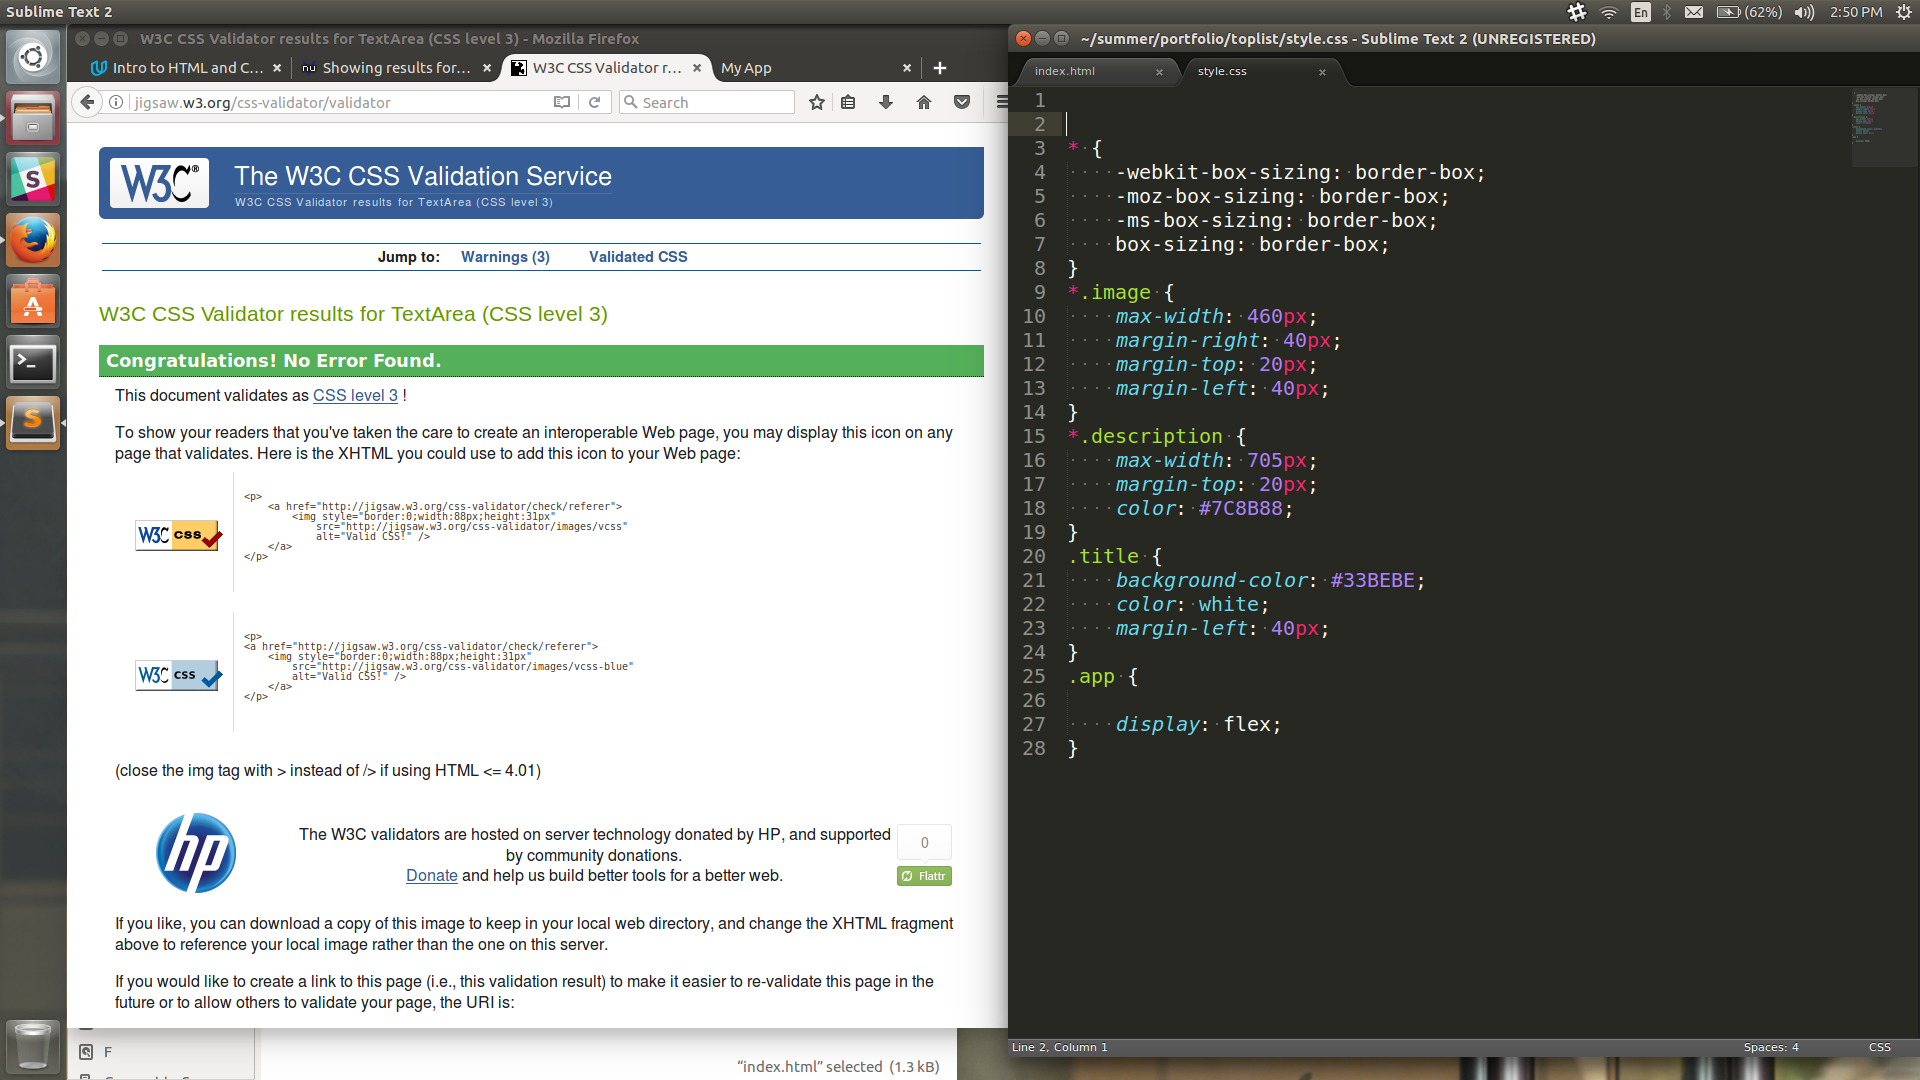 Sublime Text 2
En
(62%)
2:50 PM
W3C CSS Validator results for TextArea (CSS level 3) - Mozilla Firefox
Intro to HTML and C...
Showing results for...
W3C CSS Validator r...
My App
jigsaw.w3.org/css-validator/validator
Search
W3C®
The W3C CSS Validation Service
W3C CSS Validator results for TextArea (CSS level 3)
Jump to: Warnings (3) Validated CSS
W3C CSS Validator results for TextArea (CSS level 3)
Congratulations! No Error Found.
This document validates as CSS level 3 !
To show your readers that you've taken the care to create an interoperable Web page, you may display this icon on any
page that validates. Here is the XHTML you could use to add this icon to your Web page:
W3C css
<p>
<a href="http://jigsaw.w3.org/css-validator/check/referer">
<img style="border:0;width:88px;height:31px"
src="http://jigsaw.w3.org/css-validator/images/vcss"
alt="Valid CSS!" />
</a>
</p>
W3C css
<p>
<a href="http://jigsaw.w3.org/css-validator/check/referer">
<img style="border:0;width:88px;height:31px"
src="http://jigsaw.w3.org/css-validator/images/vcss-blue"
alt="Valid CSS!" />
</a>
</p>
(close the img tag with > instead of /> if using HTML <= 4.01)
hp
The W3C validators are hosted on server technology donated by HP, and supported
by community donations.
Donate and help us build better tools for a better web.
0
Flattr
If you like, you can download a copy of this image to keep in your local web directory, and change the XHTML fragment
above to reference your local image rather than the one on this server.
If you would like to create a link to this page (i.e., this validation result) to make it easier to re-validate this page in the
future or to allow others to validate your page, the URI is:
F
“index.html” selected (1.3 kB)
~/summer/portfolio/toplist/style.css - Sublime Text 2 (UNREGISTERED)
index.html
style.css
1
2
3 * {
4 -webkit-box-sizing: border-box;
5 -moz-box-sizing: border-box;
6 -ms-box-sizing: border-box;
7 box-sizing: border-box;
8 }
9 *.image {
10 max-width: 460px;
11 margin-right: 40px;
12 margin-top: 20px;
13 margin-left: 40px;
14 }
15 *.description {
16 max-width: 705px;
17 margin-top: 20px;
18 color: #7C8B88;
19 }
20 .title {
21 background-color: #33BEBE;
22 color: white;
23 margin-left: 40px;
24 }
25 .app {
26
27 display: flex;
28 }
Line 2, Column 1
Spaces: 4
CSS